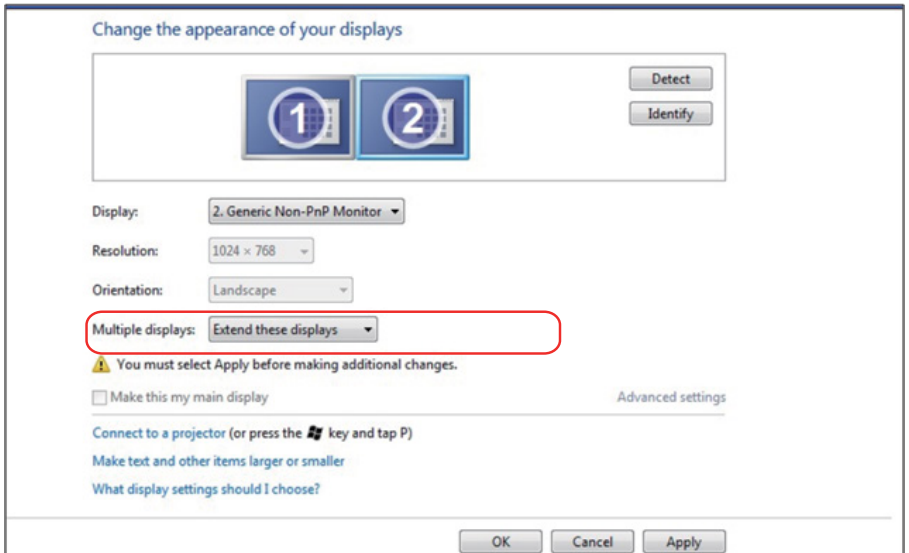 Change the appearance of your displays
1 2
Detect
Identify
Display: 2. Generic Non-PnP Monitor
Resolution: 1024 × 768
Orientation: Landscape
Multiple displays: Extend these displays
You must select Apply before making additional changes.
Make this my main display Advanced settings
Connect to a projector (or press the key and tap P)
Make text and other items larger or smaller
What display settings should I choose?
OK Cancel Apply